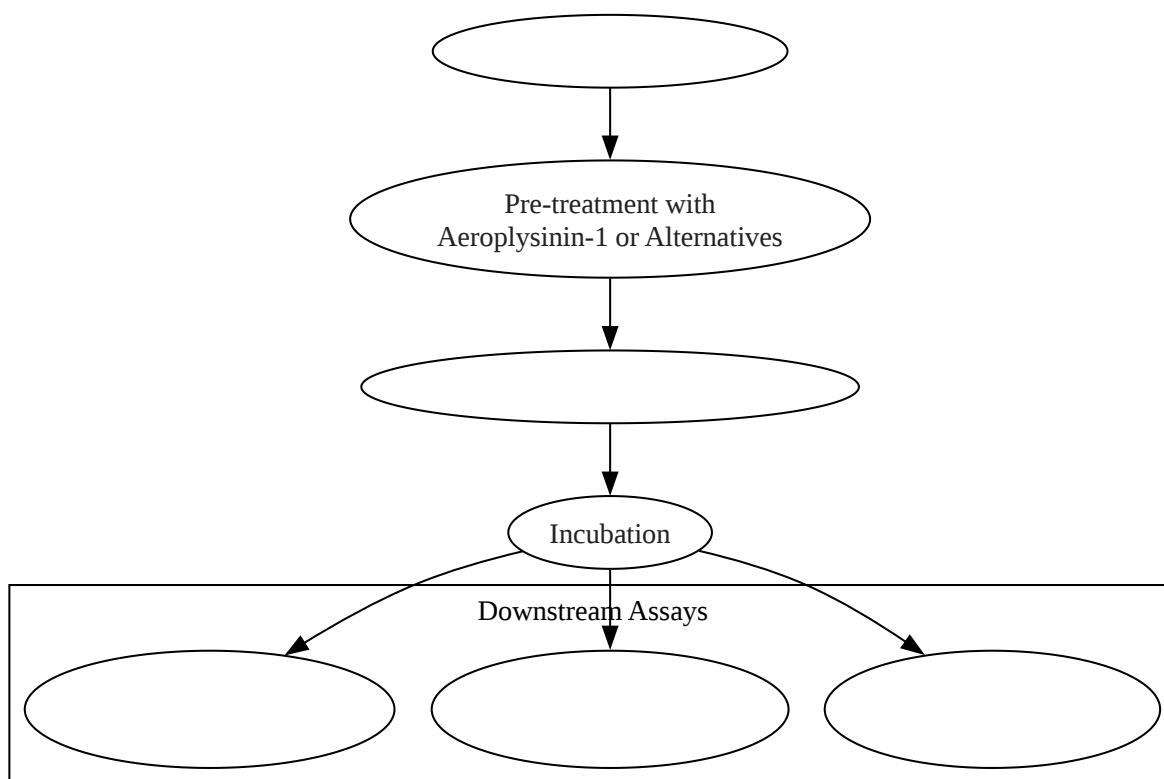 Pre-treatment with
Aeroplysinin-1 or Alternatives
Incubation
Downstream Assays